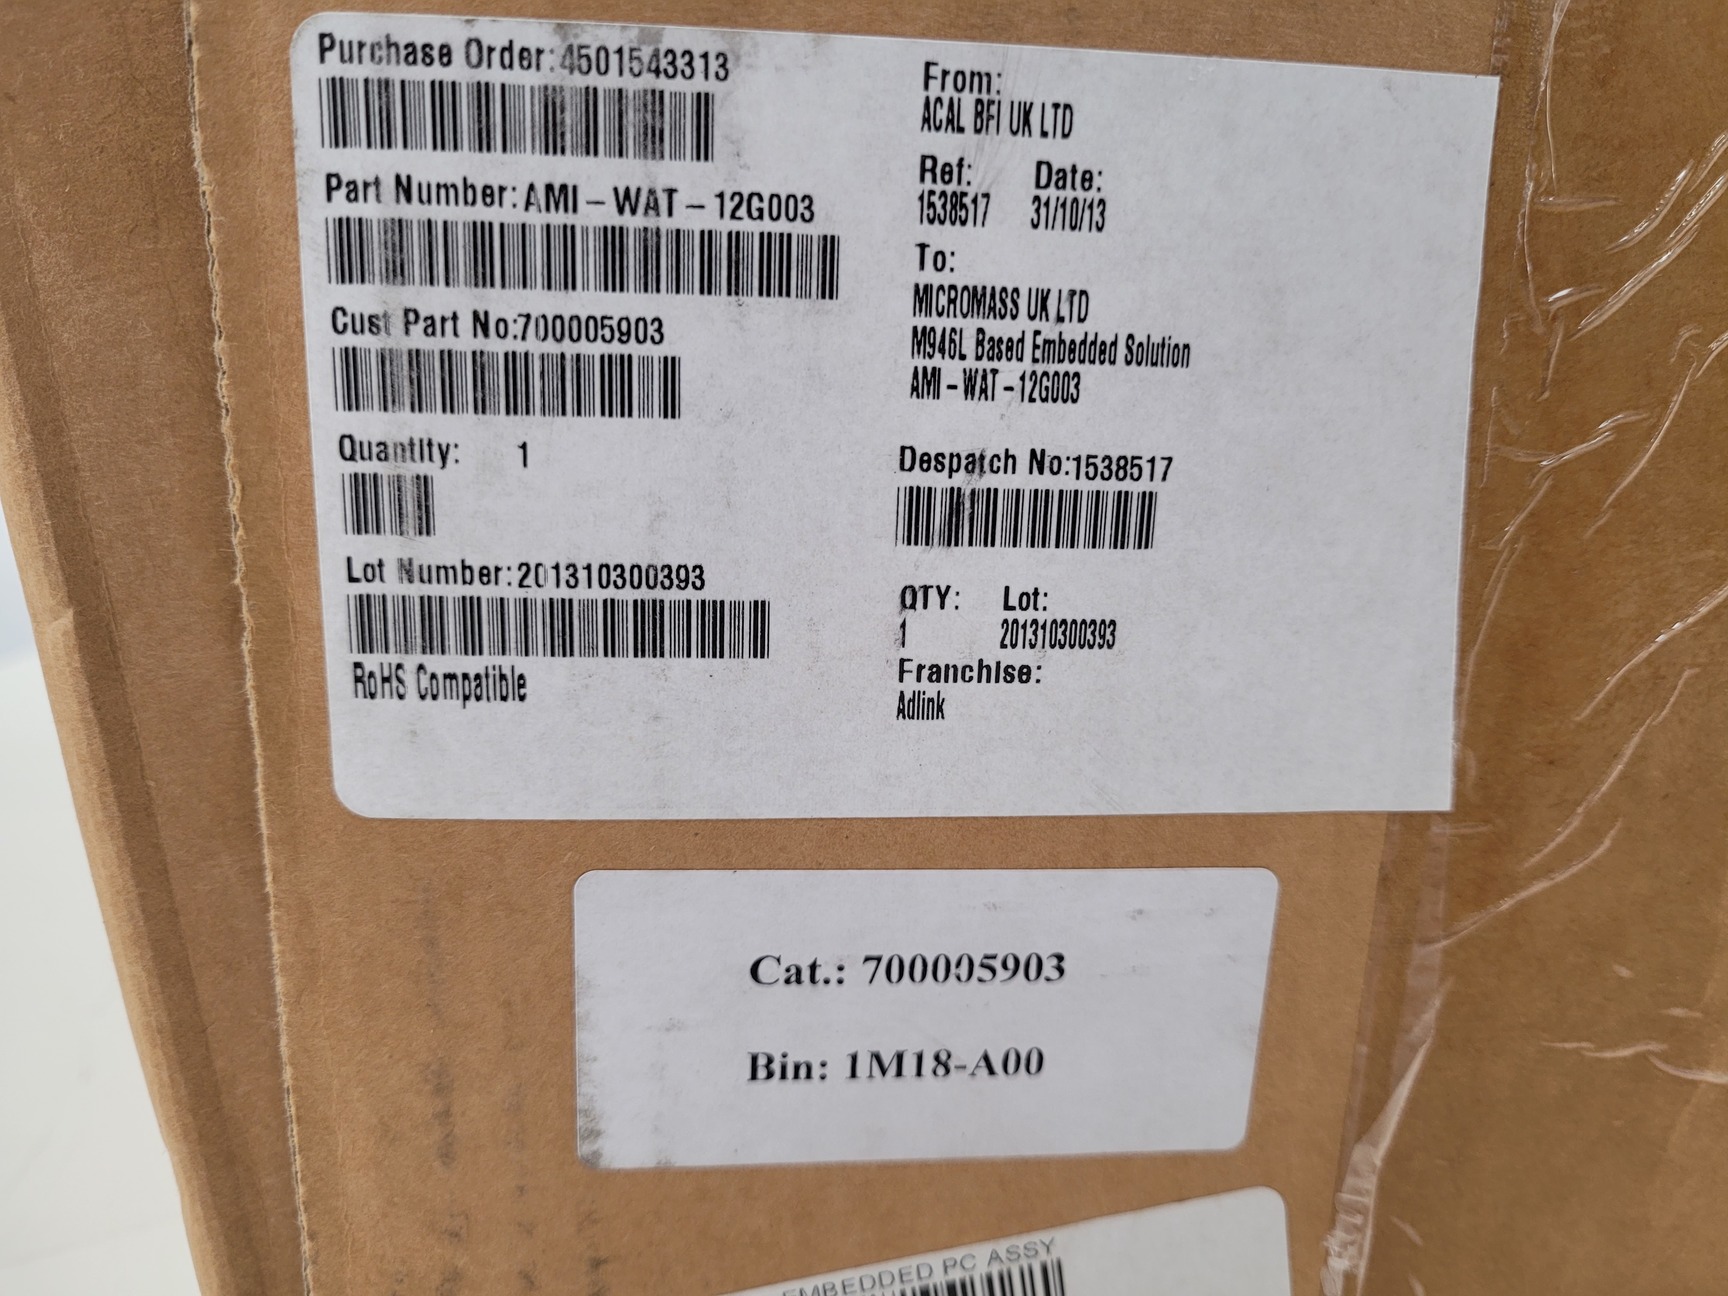 Purchase Order:4501543313
Part Number:AMI-WAT-12G003
Cust Part No:700005903
Quantity: 1
Lot Number:201310300393
RoHS Compatible
From:
ACAL BFI UK LTD
Ref: Date:
1538517 31/10/13
To:
MICROMASS UK LTD
M946L Based Embedded Solution
AMI-WAT-12G003
Despatch No:1538517
QTY: Lot:
1 201310300393
Franchise:
Adlink
Cat.: 700005903
Bin: 1M18-A00
EMBEDDED PC ASSY